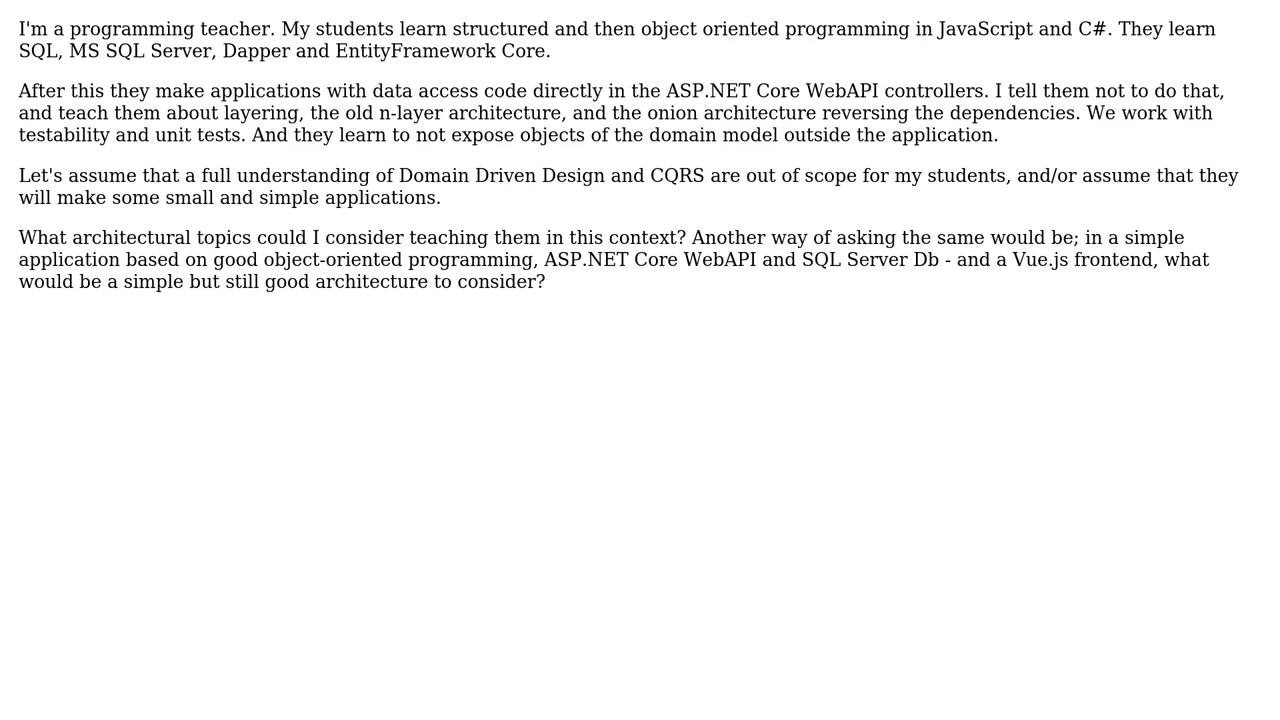 I'm a programming teacher. My students learn structured and then object oriented programming in JavaScript and C#. They learn
SQL, MS SQL Server, Dapper and EntityFramework Core.
After this they make applications with data access code directly in the ASP.NET Core WebAPI controllers. I tell them not to do that,
and teach them about layering, the old n-layer architecture, and the onion architecture reversing the dependencies. We work with
testability and unit tests. And they learn to not expose objects of the domain model outside the application.
Let's assume that a full understanding of Domain Driven Design and CQRS are out of scope for my students, and/or assume that they
will make some small and simple applications.
What architectural topics could I consider teaching them in this context? Another way of asking the same would be; in a simple
application based on good object-oriented programming, ASP.NET Core WebAPI and SQL Server Db - and a Vue.js frontend, what
would be a simple but still good architecture to consider?